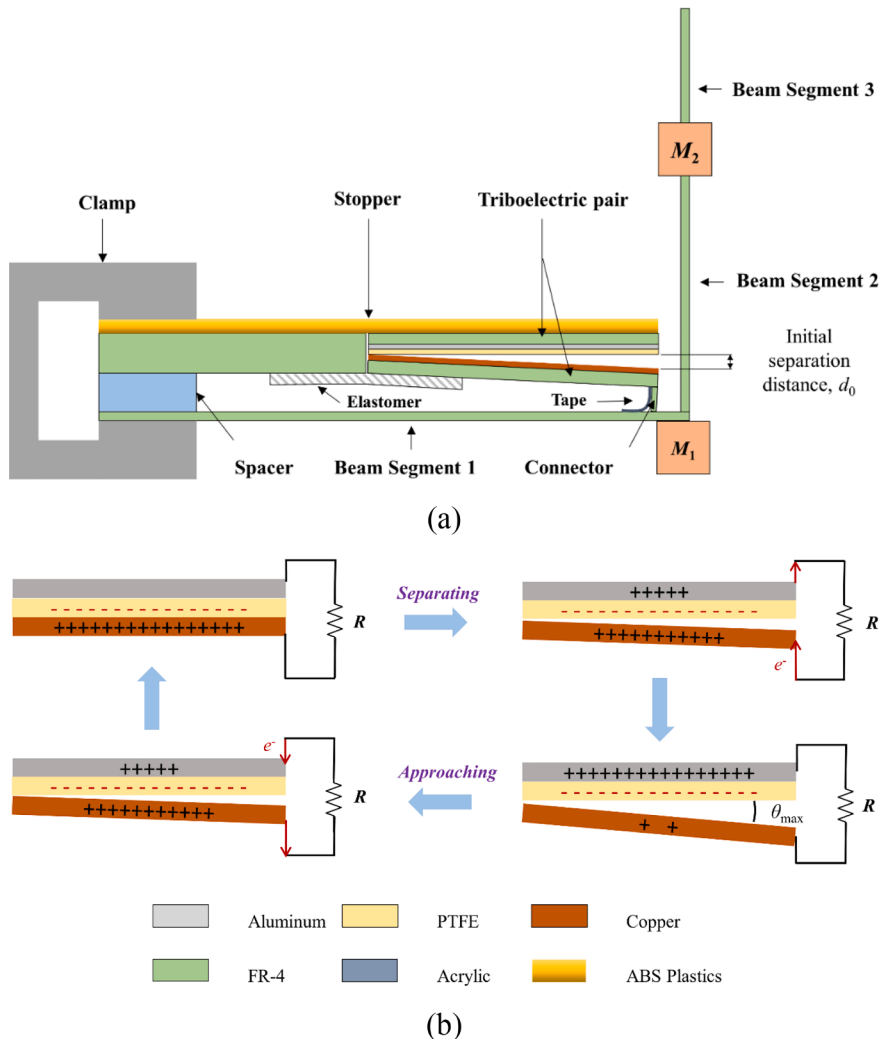 Beam Segment 3
M2
Clamp
Stopper
Triboelectric pair
Beam Segment 2
Initial
separation
distance, d0
Elastomer
Tape
Spacer
Beam Segment 1
Connector
M1
(a)
- - - - - - - - - - - - - -
+++++++++++++++
R
Separating
+++++
- - - - - - - - - - - - - -
+++++++++++
e-
R
e-
+++++
- - - - - - - - - - - - - -
+++++++++++
R
Approaching
+++++++++++++++
- - - - - - - - - - - - - -
+ +
θmax
R
Aluminum
PTFE
Copper
FR-4
Acrylic
ABS Plastics
(b)